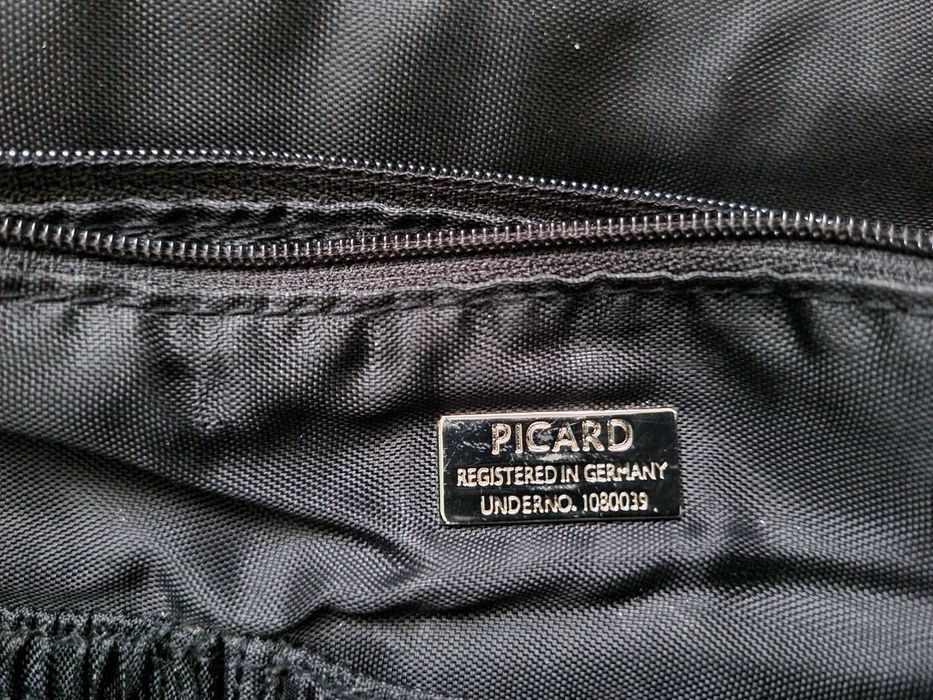 PICARD
REGISTERED IN GERMANY
UNDERNO. 1080039.